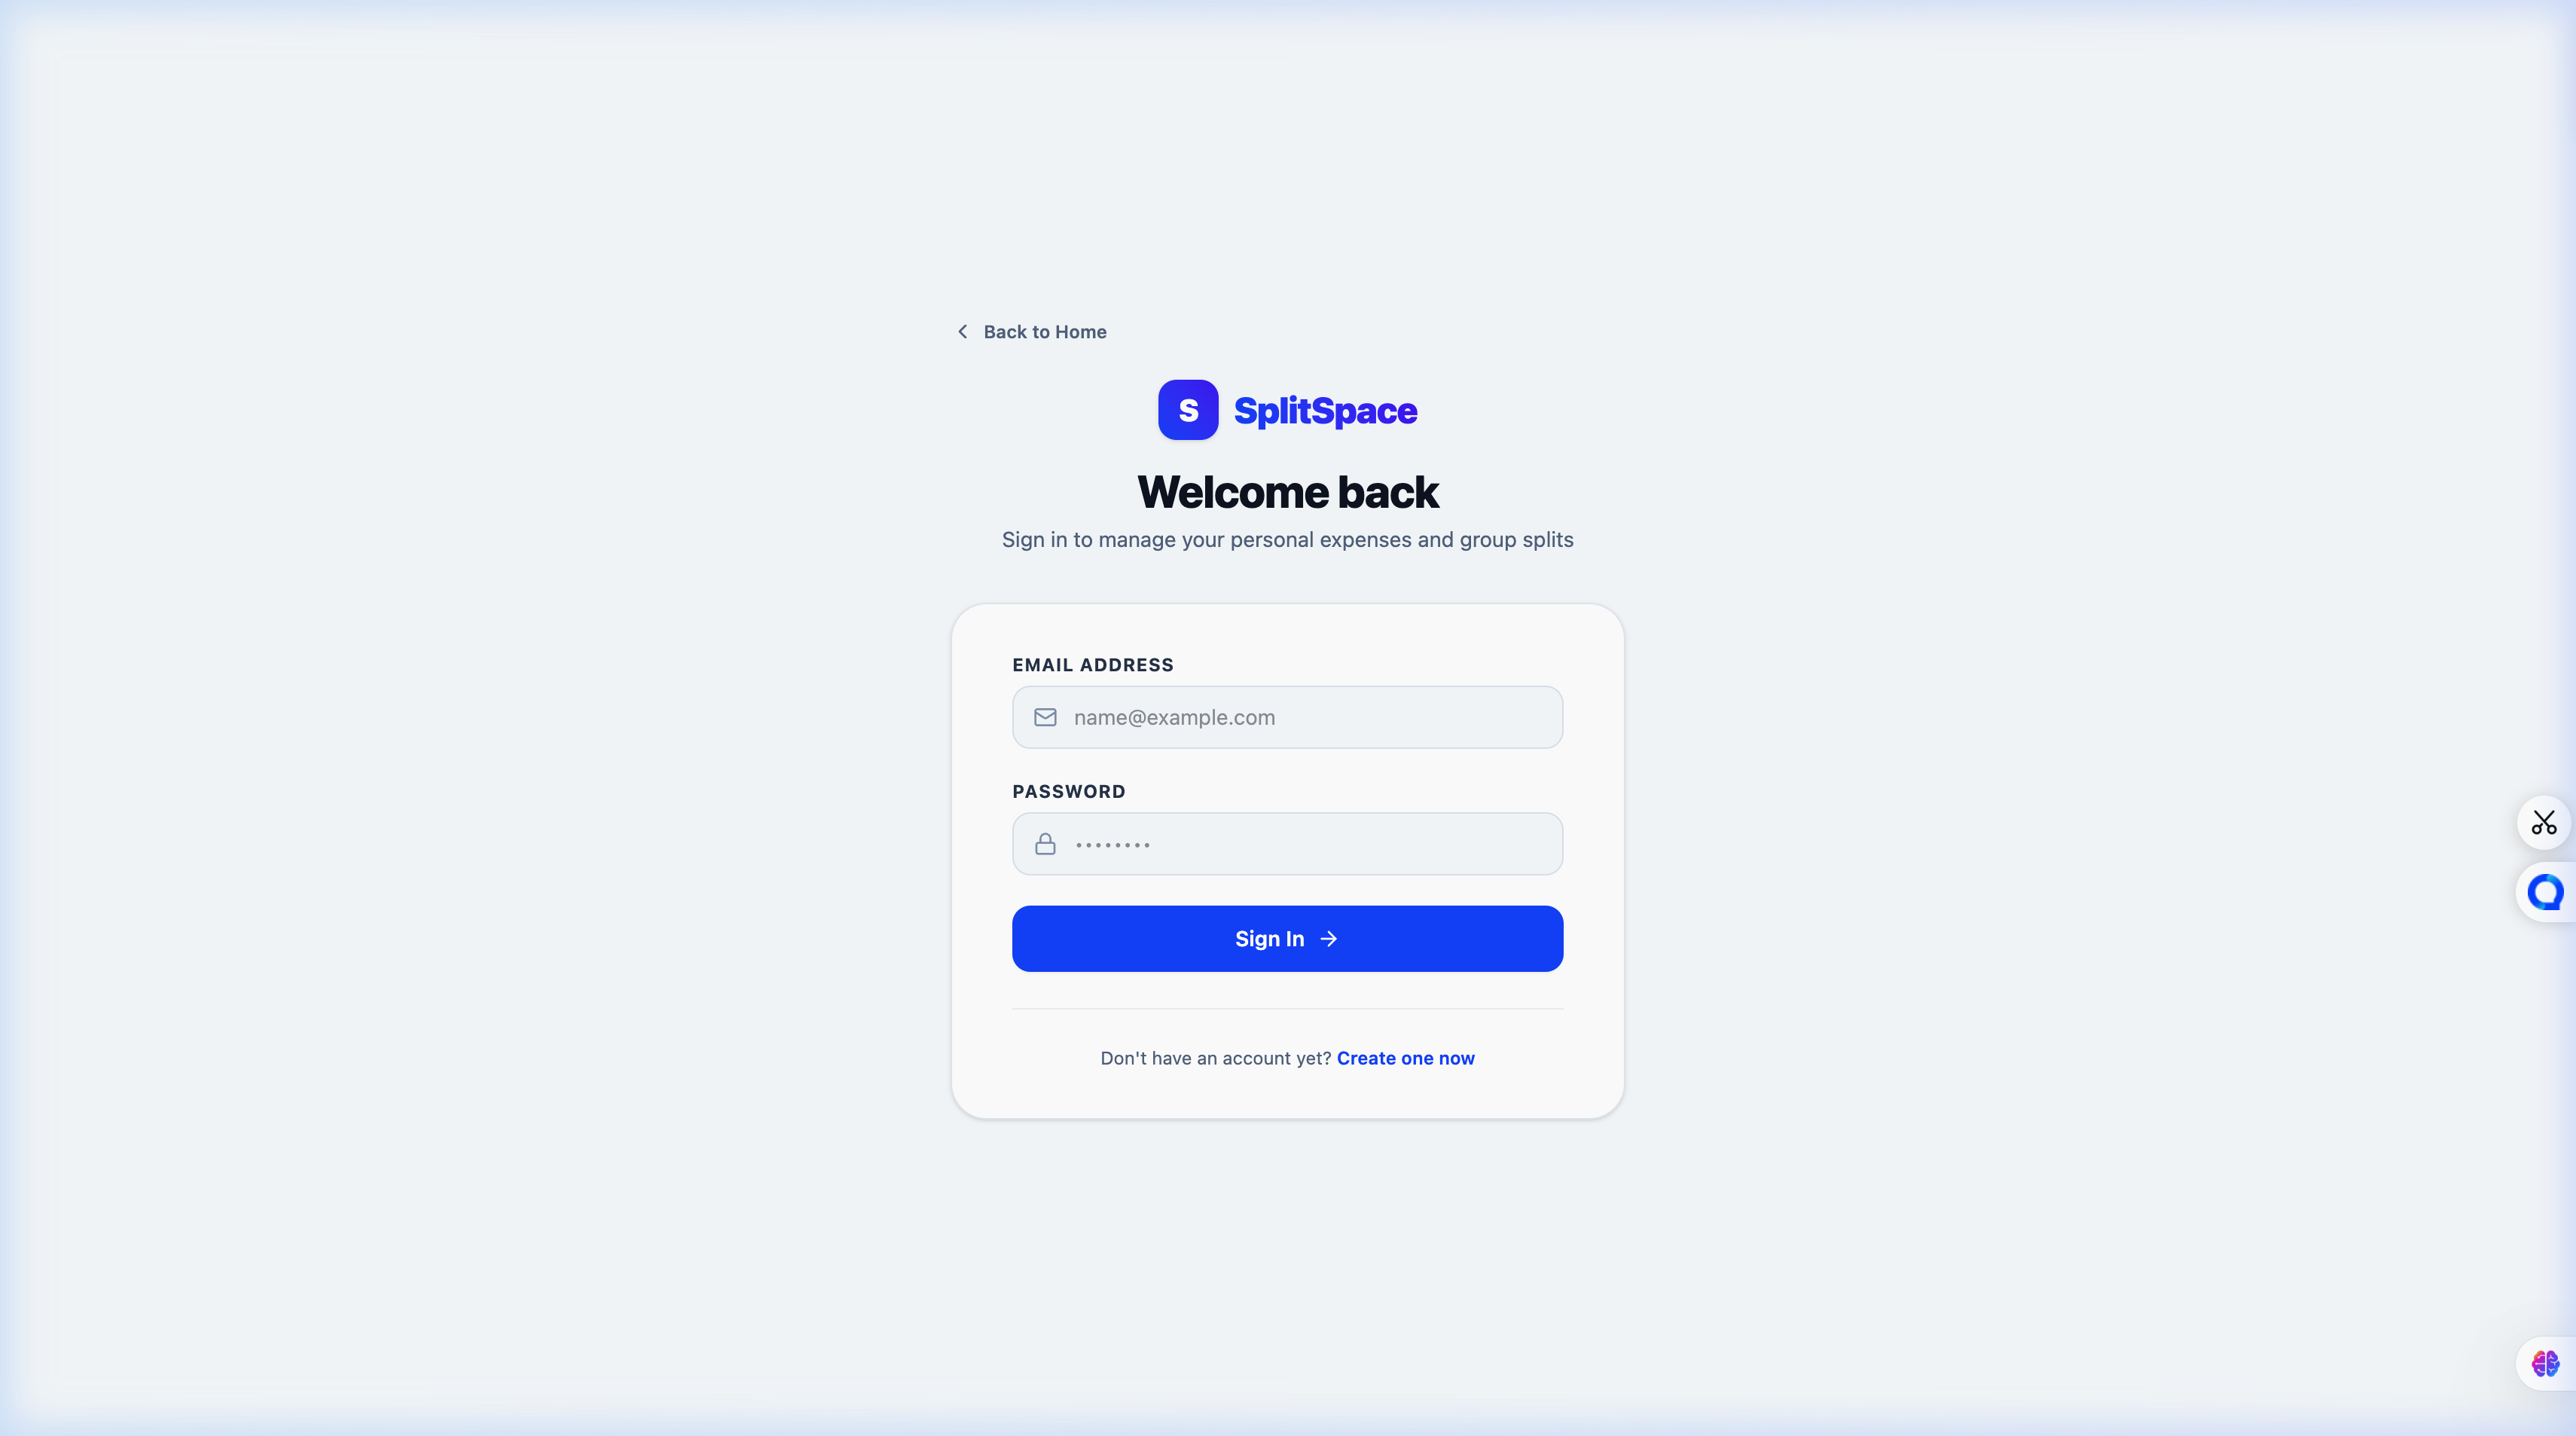 Back to Home
S SplitSpace
Welcome back
Sign in to manage your personal expenses and group splits
EMAIL ADDRESS
name@example.com
PASSWORD
••••••••
Sign In →
Don't have an account yet? Create one now